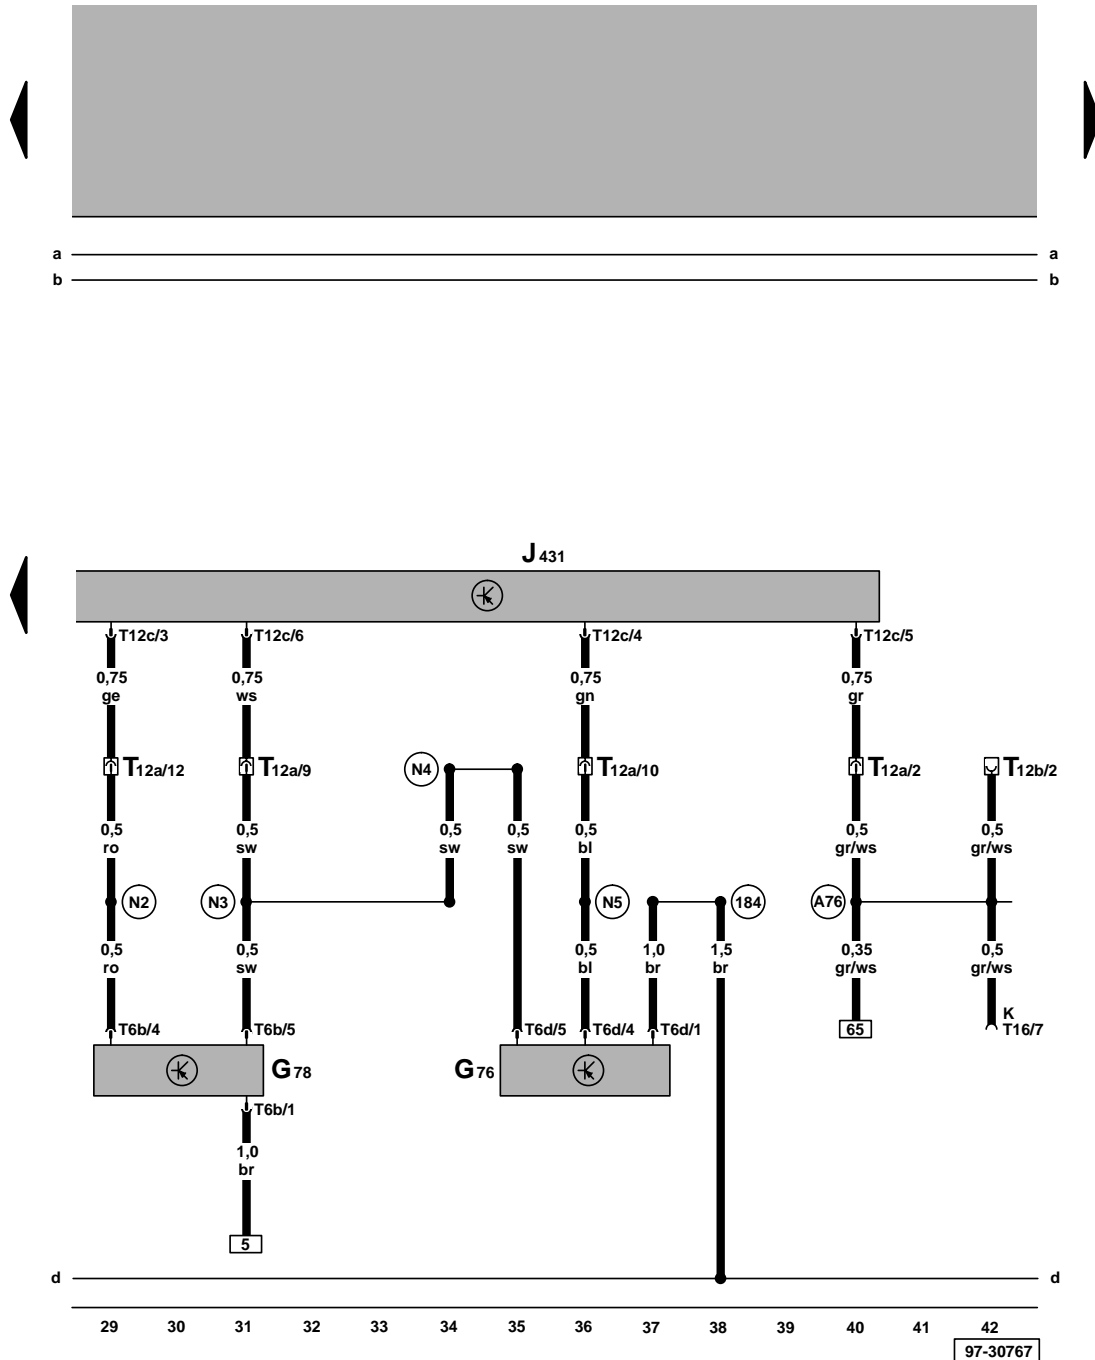 a a
b b
J 431
T12c/3 T12c/6 T12c/4 T12c/5
0,75 0,75 0,75 0,75
ge ws gn gr
T12a/12 T12a/9 N4 T12a/10 T12a/2 T12b/2
0,5 0,5 0,5 0,5 0,5 0,5 0,5
ro sw sw sw bl gr/ws gr/ws
N2 N3 N5 184 A76
0,5 0,5 0,5 1,0 1,5 0,35 0,5
ro sw bl br br gr/ws gr/ws
K
T6b/4 T6b/5 T6d/5 T6d/4 T6d/1 65 T16/7
G 78 G 76
T6b/1
1,0
br
5
d d
29 30 31 32 33 34 35 36 37 38 39 40 41 42
97-30767